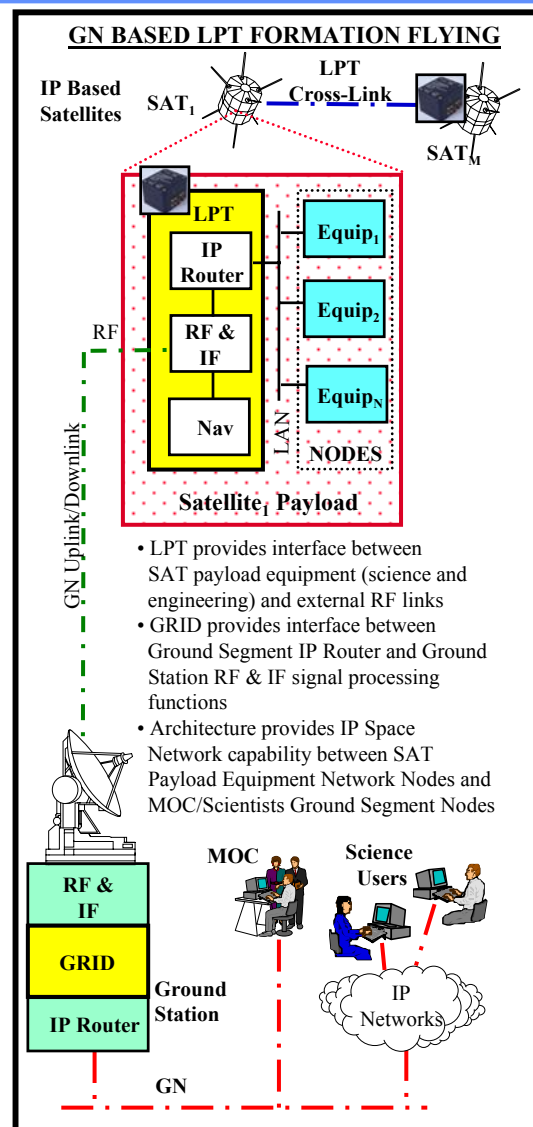 GN BASED LPT FORMATION FLYING
IP Based
Satellites
SAT1
LPT
Cross-Link
SATM
LPT
IP
Router
RF &
IF
Nav
RF
LAN
Equip1
Equip2
EquipN
NODES
Satellite1 Payload
GN Uplink/Downlink
• LPT provides interface between
SAT payload equipment (science and
engineering) and external RF links
• GRID provides interface between
Ground Segment IP Router and Ground
Station RF & IF signal processing
functions
• Architecture provides IP Space
Network capability between SAT
Payload Equipment Network Nodes and
MOC/Scientists Ground Segment Nodes
MOC
Science
Users
RF &
IF
GRID
IP Router
Ground
Station
IP
Networks
GN